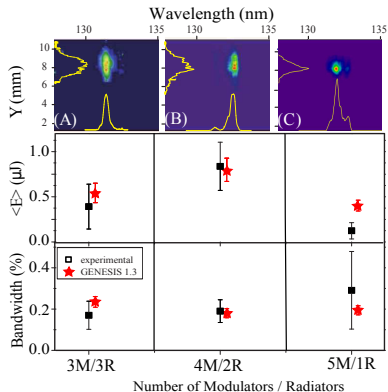 Wavelength (nm)
130 135 130 135 130 135
Y (mm)
10
8
6
4
2
(A) (B) (C)
<E> (μJ)
1.0
0.5
0.0
Bandwidth (%)
0.4
0.2
0.0
experimental
GENESIS 1.3
3M/3R 4M/2R 5M/1R
Number of Modulators / Radiators